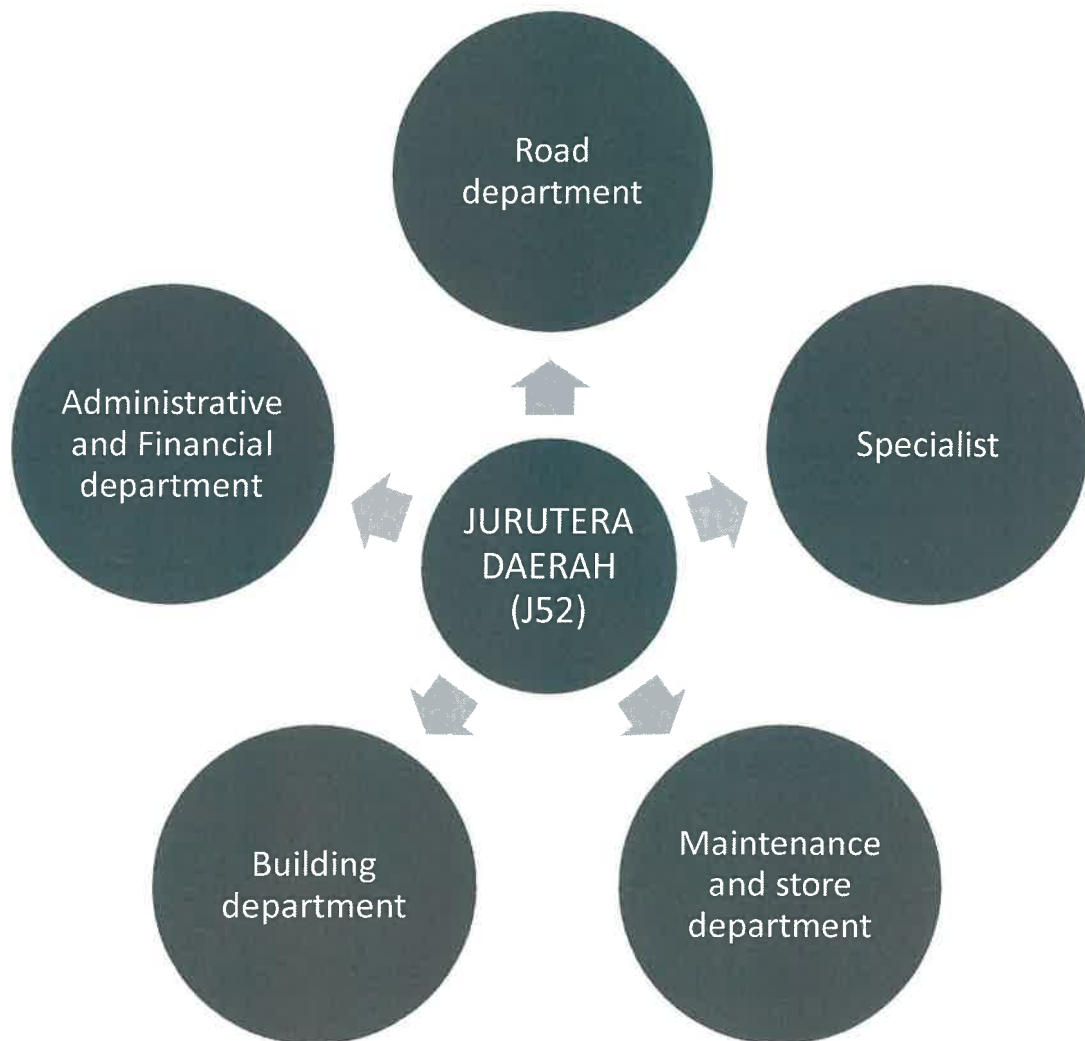 Road
department
Specialist
Maintenance
and store
department
Building
department
Administrative
and Financial
department
JURUTERA
DAERAH
(J52)